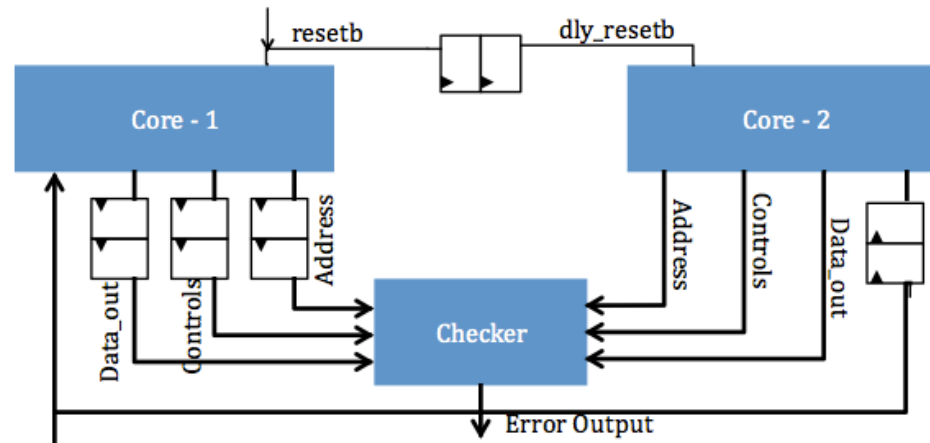 resetb
dly_resetb
Core - 1
Core - 2
Address
Controls
Data_out
Address
Controls
Data_out
Checker
Error Output